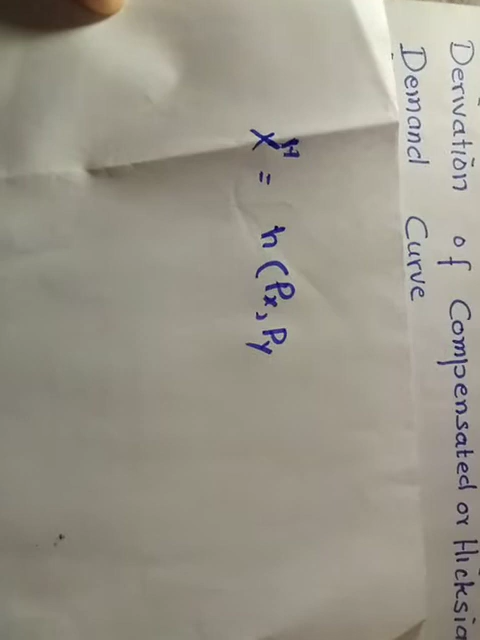 Derivation of Compensated or Hicksia
Demand Curve
X^H = h (Px, Py